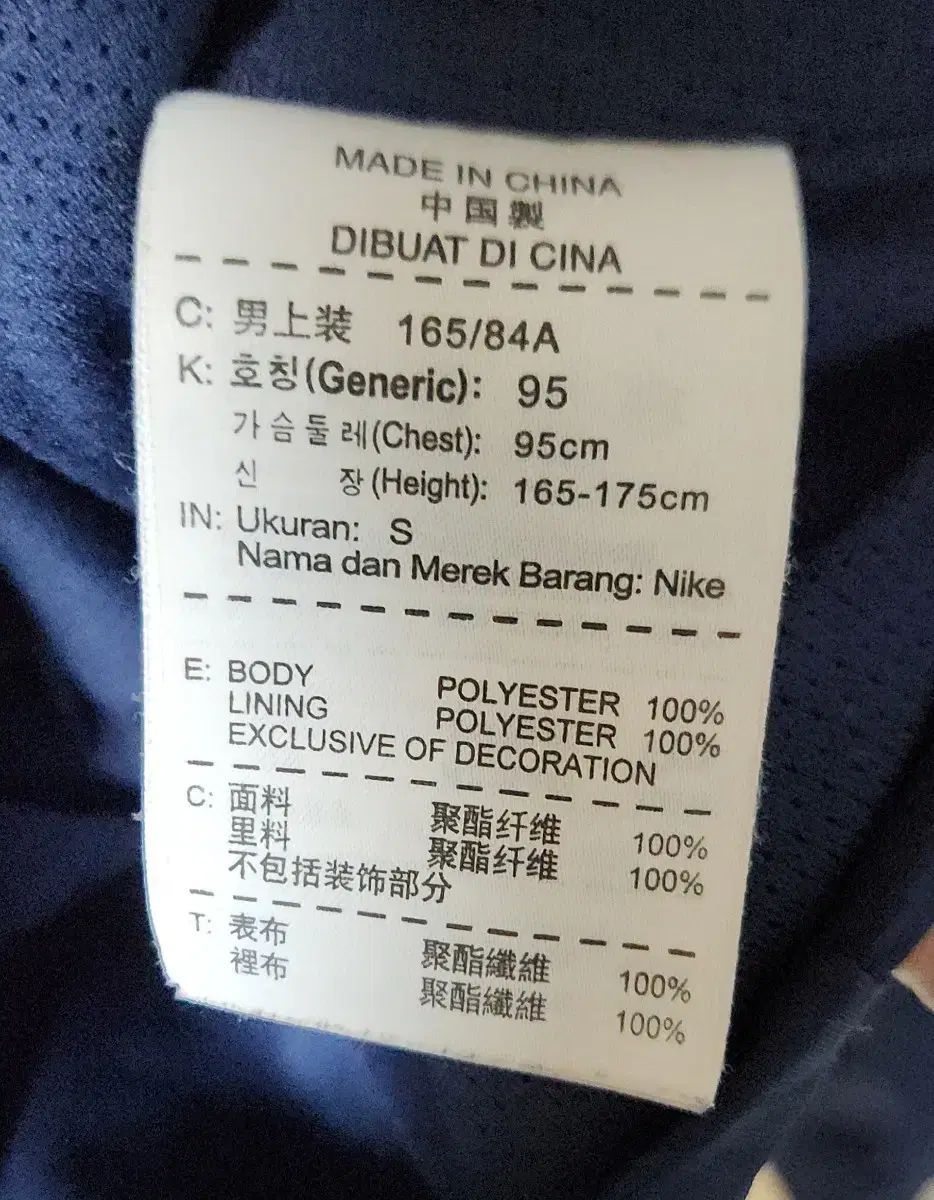 MADE IN CHINA
中国製
DIBUAT DI CINA
C: 男上装 165/84A
K: 호칭(Generic): 95
가슴둘레(Chest): 95cm
신 장(Height): 165-175cm
IN: Ukuran: S
Nama dan Merek Barang: Nike
E: BODY POLYESTER 100%
LINING POLYESTER 100%
EXCLUSIVE OF DECORATION
C: 面料 聚酯纤维 100%
里料 聚酯纤维 100%
不包括装饰部分
T: 表布 聚酯纖維 100%
裡布 聚酯纖維 100%